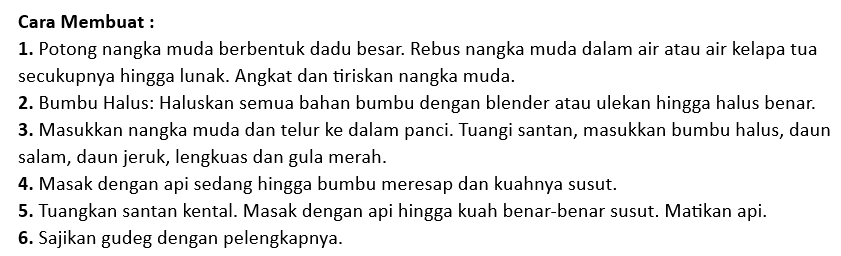 Cara Membuat :
1. Potong nangka muda berbentuk dadu besar. Rebus nangka muda dalam air atau air kelapa tua
secukupnya hingga lunak. Angkat dan tiriskan nangka muda.
2. Bumbu Halus: Haluskan semua bahan bumbu dengan blender atau ulekan hingga halus benar.
3. Masukkan nangka muda dan telur ke dalam panci. Tuangi santan, masukkan bumbu halus, daun
salam, daun jeruk, lengkuas dan gula merah.
4. Masak dengan api sedang hingga bumbu meresap dan kuahnya susut.
5. Tuangkan santan kental. Masak dengan api hingga kuah benar-benar susut. Matikan api.
6. Sajikan gudeg dengan pelengkapnya.